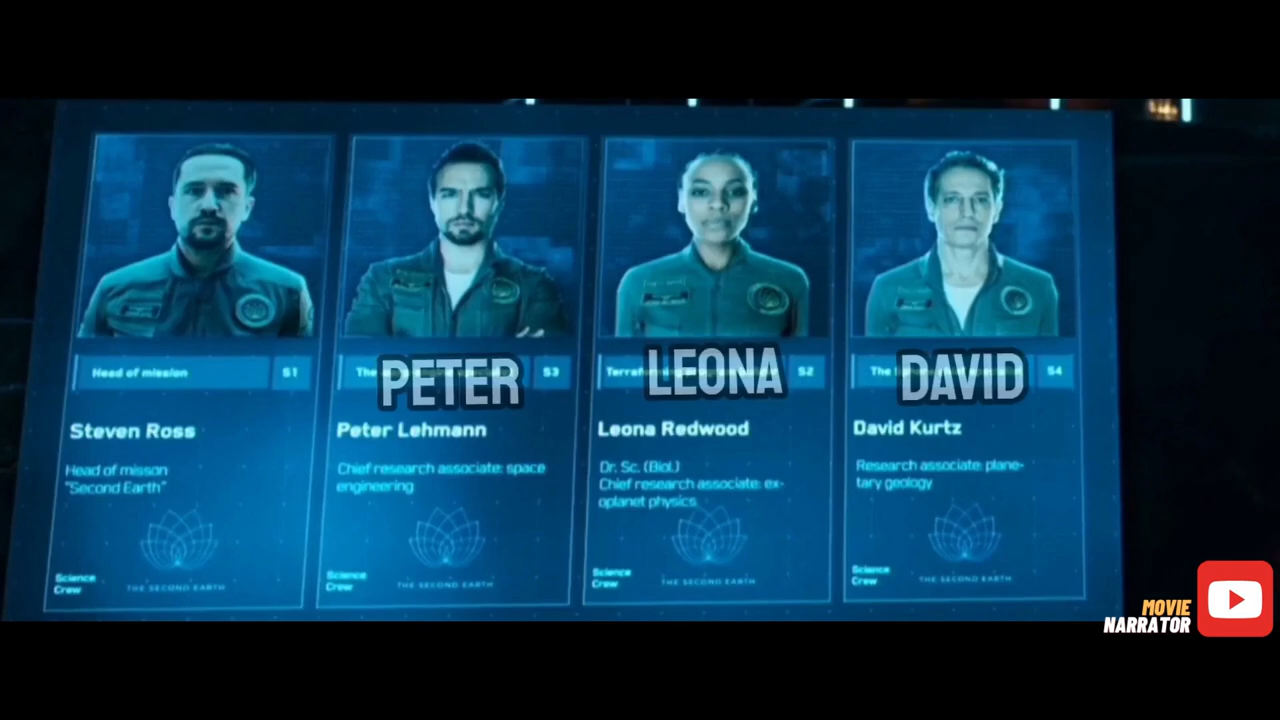 Head of mission S1
Steven Ross
Head of misson
"Second Earth"
Science
Crew
THE SECOND EARTH
The S3
PETER
Peter Lehmann
Chief research associate: space
engineering
Science
Crew
THE SECOND EARTH
S2
LEONA
Leona Redwood
Dr. Sc. (Biol.)
Chief research associate: ex-
oplanet physics
Science
Crew
THE SECOND EARTH
The S4
DAVID
David Kurtz
Research associate: plane-
tary geology
Science
Crew
THE SECOND EARTH
MOVIE
NARRATOR